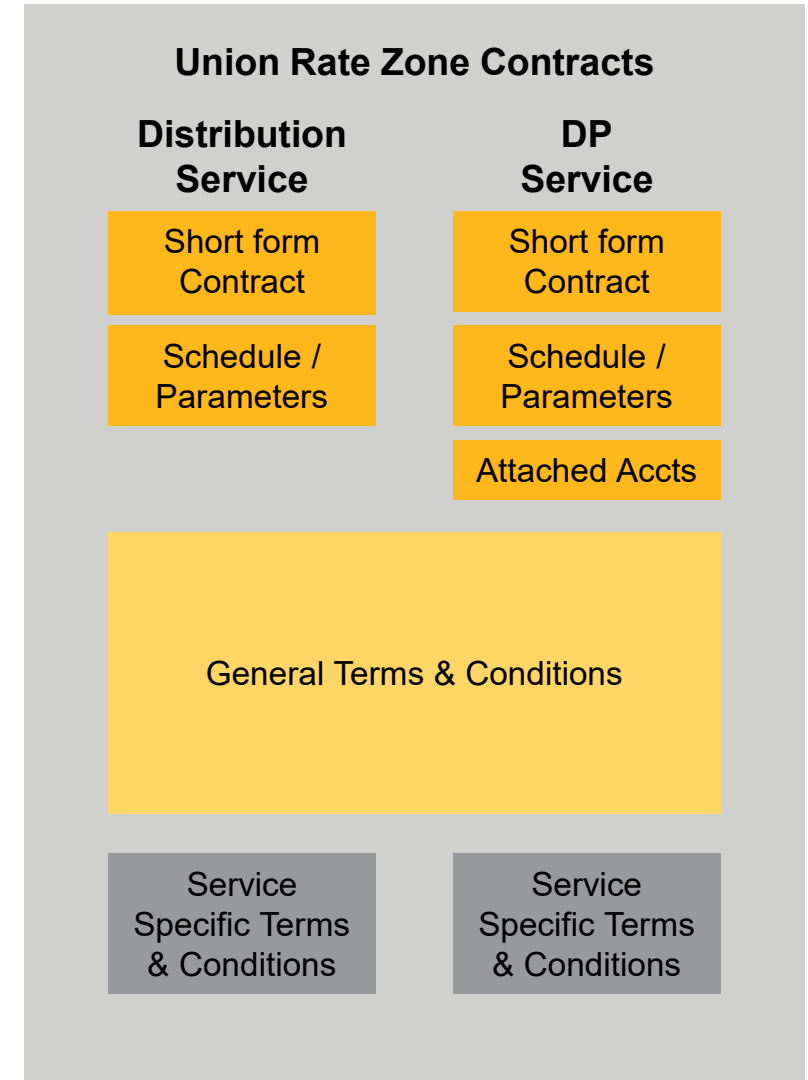 Union Rate Zone Contracts
Distribution
Service
DP
Service
Short form
Contract
Short form
Contract
Schedule /
Parameters
Schedule /
Parameters
Attached Accts
General Terms & Conditions
Service
Specific Terms
& Conditions
Service
Specific Terms
& Conditions